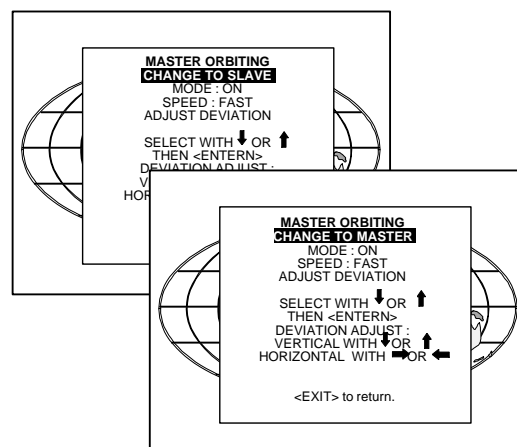 MASTER ORBITING
CHANGE TO SLAVE
MODE : ON
SPEED : FAST
ADJUST DEVIATION
SELECT WITH OR
THEN <ENTERN>
DEVIATION ADJUST :
V
HOR
MASTER ORBITING
CHANGE TO MASTER
MODE : ON
SPEED : FAST
ADJUST DEVIATION
SELECT WITH OR
THEN <ENTERN>
DEVIATION ADJUST :
VERTICAL WITH OR
HORIZONTAL WITH OR
<EXIT> to return.